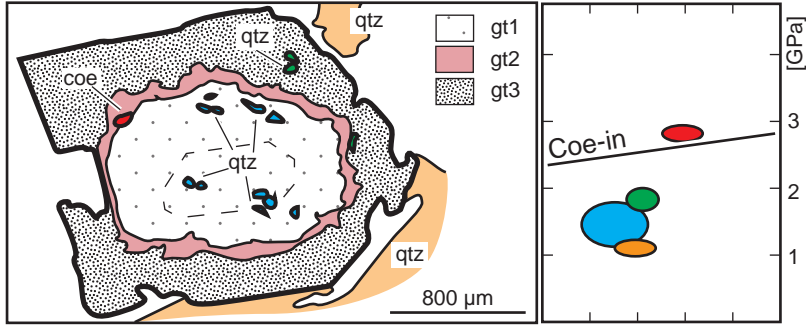 qtz
qtz
coe
qtz
qtz
800 µm
gt1
gt2
gt3
[GPa]
3
2
1
Coe-in